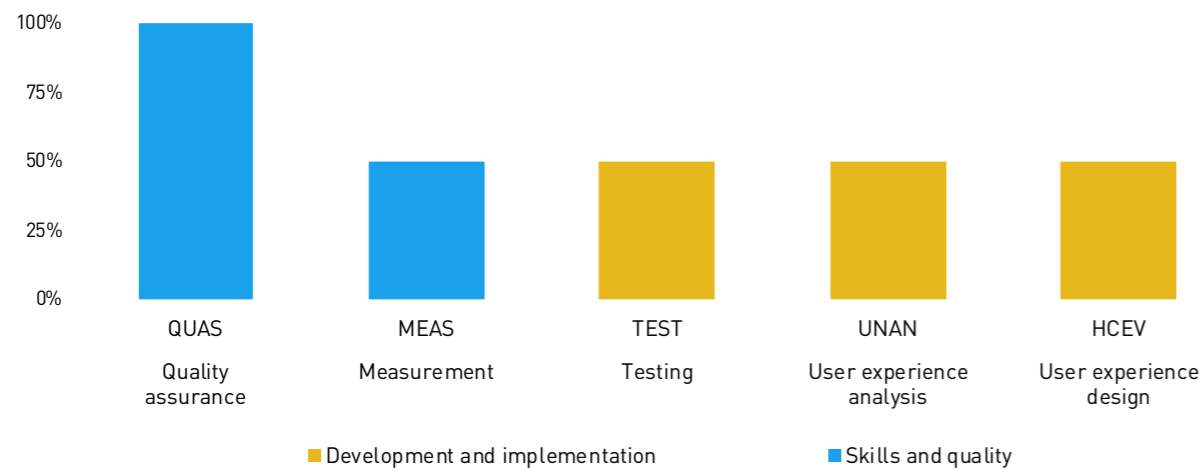 100%
75%
50%
25%
0%
QUAS
MEAS
TEST
UNAN
HCEV
Quality
assurance
Measurement
Testing
User experience
analysis
User experience
design
Development and implementation
Skills and quality